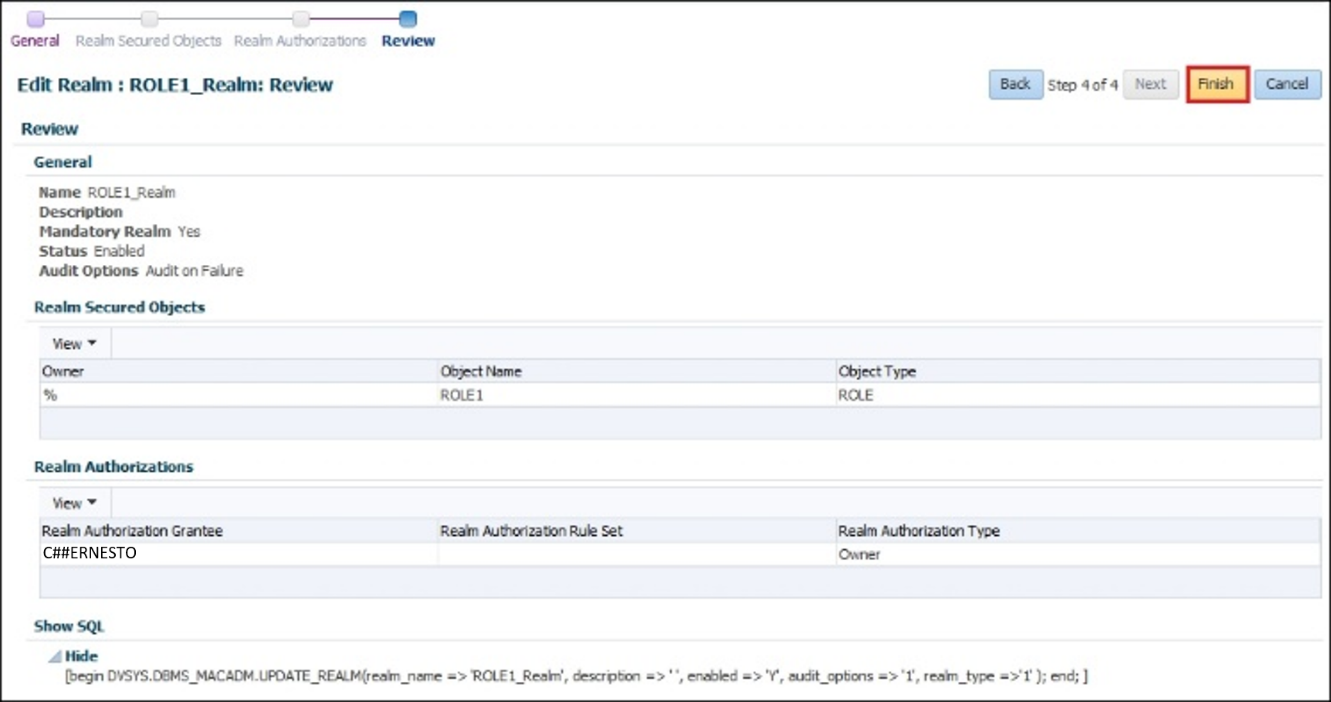 General Realm Secured Objects Realm Authorizations Review
Edit Realm : ROLE1_Realm: Review
Back Step 4 of 4 Next Finish Cancel
Review
General
Name ROLE1_Realm
Description
Mandatory Realm Yes
Status Enabled
Audit Options Audit on Failure
Realm Secured Objects
View
Owner Object Name Object Type
% ROLE1 ROLE
Realm Authorizations
View
Realm Authorization Grantee Realm Authorization Rule Set Realm Authorization Type
C##ERNESTO Owner
Show SQL
Hide
[begin DVSYS.DBMS_MACADM.UPDATE_REALM(realm_name => 'ROLE1_Realm', description => ' ', enabled => 'Y', audit_options => '1', realm_type =>'1' ); end; ]